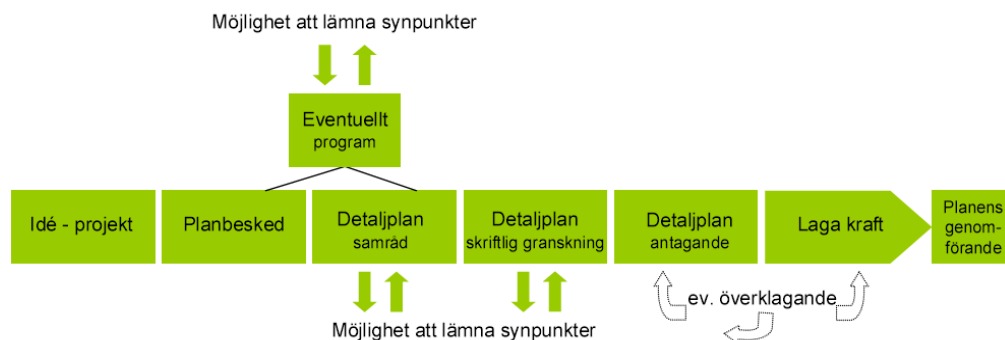 Möjlighet att lämna synpunkter
Eventuellt
program
Idé - projekt
Planbesked
Detaljplan
samråd
Detaljplan
skriftlig granskning
Detaljplan
antagande
Laga kraft
Planens
genom-
förande
ev. överklagande
Möjlighet att lämna synpunkter